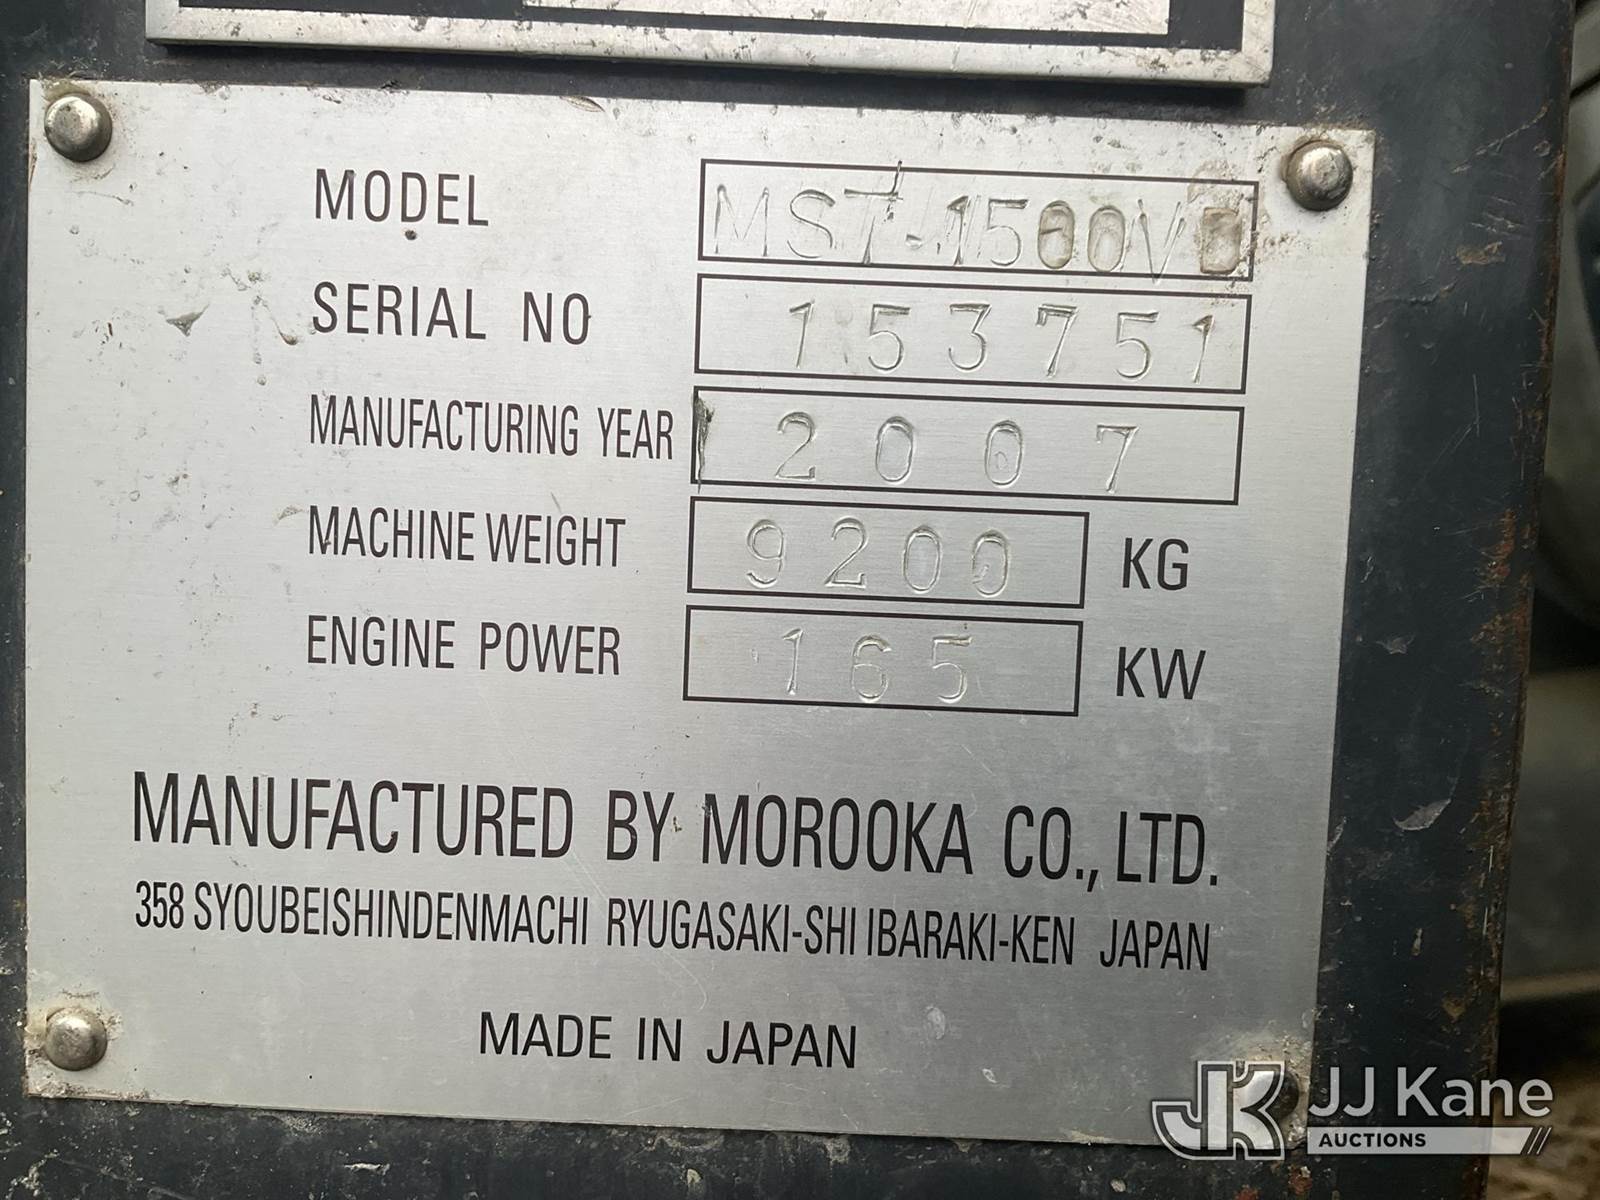 MODEL MST-1500VD
SERIAL NO 153751
MANUFACTURING YEAR 2007
MACHINE WEIGHT 9200 KG
ENGINE POWER 165 KW
MANUFACTURED BY MOROOKA CO., LTD.
358 SYOUBEISHINDENMACHI RYUGASAKI-SHI IBARAKI-KEN JAPAN
MADE IN JAPAN
JJ Kane
AUCTIONS